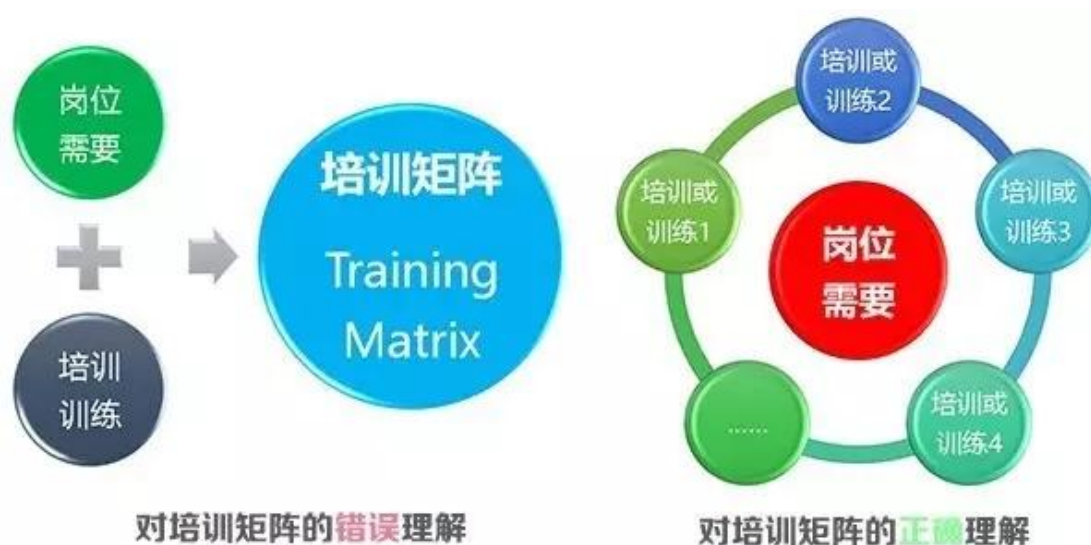 岗位
需要
培训
训练
培训矩阵
Training
Matrix
对培训矩阵的错误理解
培训或
训练2
培训或
训练1
培训或
训练3
岗位
需要
......
培训或
训练4
对培训矩阵的正确理解